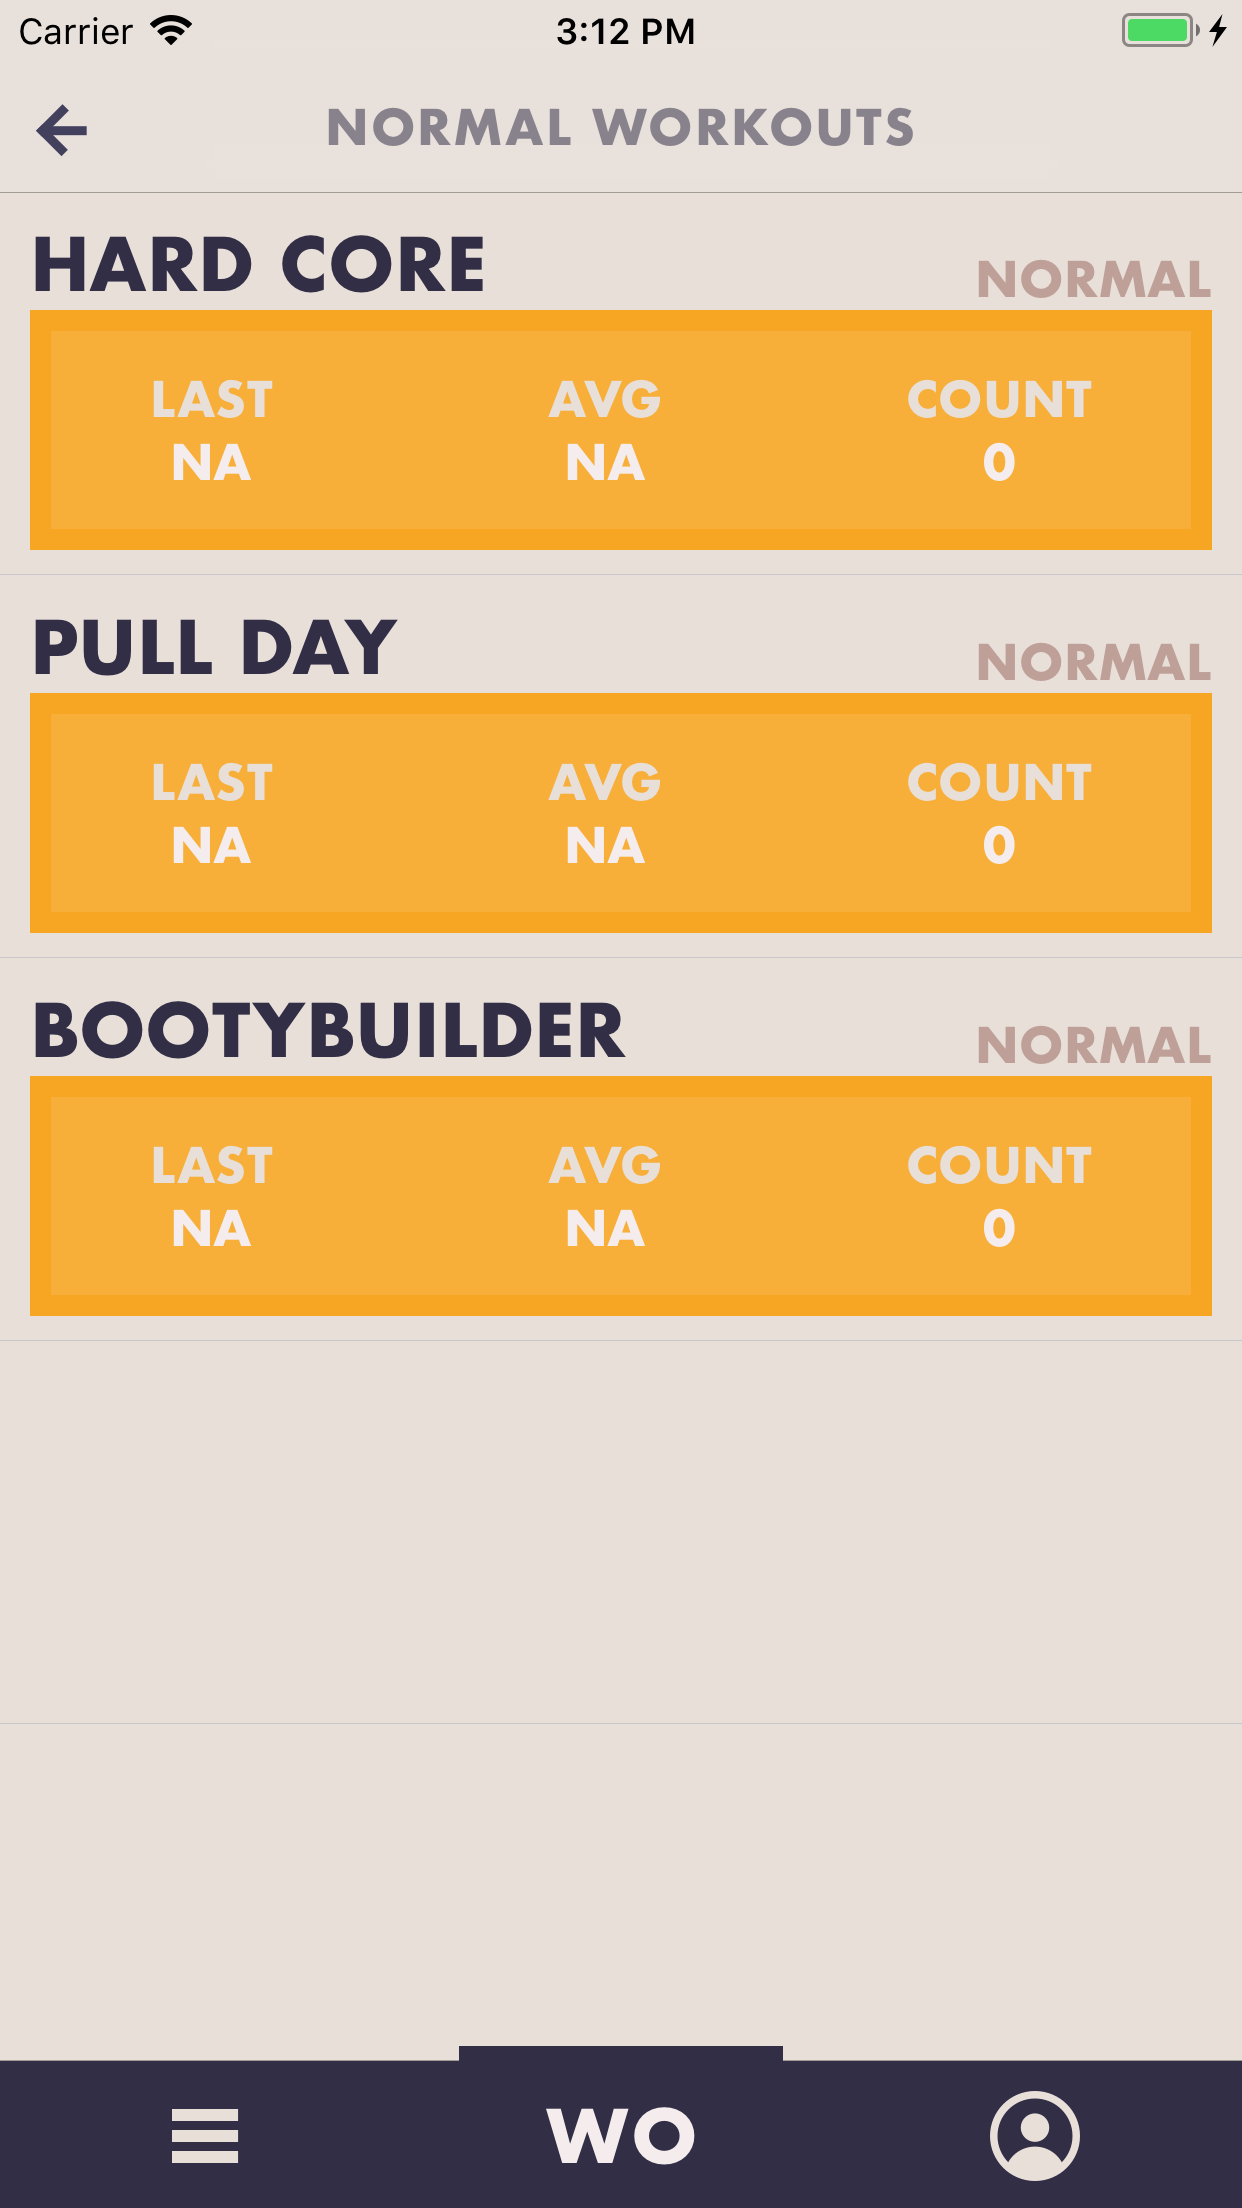 Carrier 3:12 PM
NORMAL WORKOUTS
HARD CORE NORMAL
LAST AVG COUNT
NA NA 0
PULL DAY NORMAL
LAST AVG COUNT
NA NA 0
BOOTYBUILDER NORMAL
LAST AVG COUNT
NA NA 0
WO